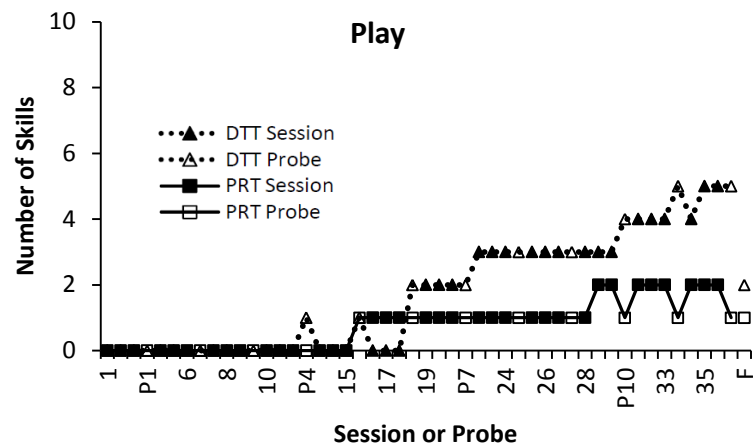 Play
10
8
6
4
2
0
Number of Skills
DTT Session
DTT Probe
PRT Session
PRT Probe
1 P1 6 8 10 P4 15 17 19 P7 24 26 28 P10 33 35 F
Session or Probe